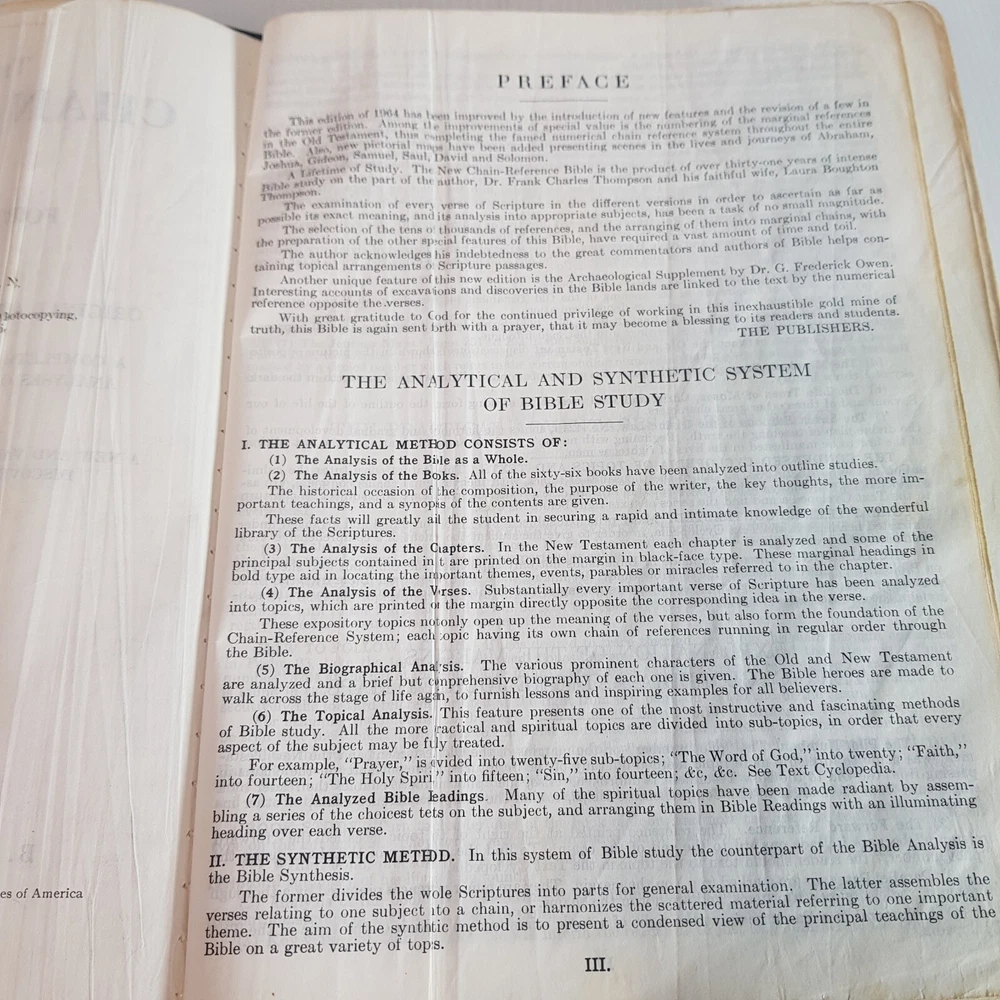 PREFACE
This edition of 1964 has been improved by the introduction of new features and the revision of a few in
the former edition. Among the improvements of special value is the numbering of the marginal references
in the Old Testament, thus completing the famed numerical chain reference system throughout the entire
Bible. Also, new pictorial maps have been added presenting scenes in the lives and journeys of Abraham,
Joshua, Gideon, Samuel, Saul, David and Solomon.
A Lifetime of Study. The New Chain-Reference Bible is the product of over thirty-one years of intense
Bible study on the part of the author, Dr. Frank Charles Thompson and his faithful wife, Laura Boughton
Thompson.
The examination of every verse of Scripture in the different versions in order to ascertain as far as
possible its exact meaning, and its analysis into appropriate subjects, has been a task of no small magnitude.
The selection of the tens of thousands of references, and the arranging of them into marginal chains, with
the preparation of the other special features of this Bible, have required a vast amount of time and toil.
The author acknowledges his indebtedness to the great commentators and authors of Bible helps con-
taining topical arrangements of Scripture passages.
Another unique feature of this new edition is the Archaeological Supplement by Dr. G. Frederick Owen.
Interesting accounts of excavations and discoveries in the Bible lands are linked to the text by the numerical
reference opposite the verses.
With great gratitude to God for the continued privilege of working in this inexhaustible gold mine of
truth, this Bible is again sent forth with a prayer, that it may become a blessing to its readers and students.
THE PUBLISHERS.
THE ANALYTICAL AND SYNTHETIC SYSTEM
OF BIBLE STUDY
I. THE ANALYTICAL METHOD CONSISTS OF:
(1) The Analysis of the Bible as a Whole.
(2) The Analysis of the Books. All of the sixty-six books have been analyzed into outline studies.
The historical occasion of the composition, the purpose of the writer, the key thoughts, the more im-
portant teachings, and a synopsis of the contents are given.
These facts will greatly aid the student in securing a rapid and intimate knowledge of the wonderful
library of the Scriptures.
(3) The Analysis of the Chapters. In the New Testament each chapter is analyzed and some of the
principal subjects contained in it are printed on the margin in black-face type. These marginal headings in
bold type aid in locating the important themes, events, parables or miracles referred to in the chapter.
(4) The Analysis of the Verses. Substantially every important verse of Scripture has been analyzed
into topics, which are printed on the margin directly opposite the corresponding idea in the verse.
These expository topics not only open up the meaning of the verses, but also form the foundation of the
Chain-Reference System; each topic having its own chain of references running in regular order through
the Bible.
(5) The Biographical Analysis. The various prominent characters of the Old and New Testament
are analyzed and a brief but comprehensive biography of each one is given. The Bible heroes are made to
walk across the stage of life again, to furnish lessons and inspiring examples for all believers.
(6) The Topical Analysis. This feature presents one of the most instructive and fascinating methods
of Bible study. All the more practical and spiritual topics are divided into sub-topics, in order that every
aspect of the subject may be fully treated.
For example, "Prayer," is divided into twenty-five sub-topics; "The Word of God," into twenty; "Faith,"
into fourteen; "The Holy Spirit," into fifteen; "Sin," into fourteen; &c, &c. See Text Cyclopedia.
(7) The Analyzed Bible Readings. Many of the spiritual topics have been made radiant by assem-
bling a series of the choicest texts on the subject, and arranging them in Bible Readings with an illuminating
heading over each verse.
II. THE SYNTHETIC METHOD. In this system of Bible study the counterpart of the Bible Analysis is
the Bible Synthesis.
The former divides the whole Scriptures into parts for general examination. The latter assembles the
verses relating to one subject into a chain, or harmonizes the scattered material referring to one important
theme. The aim of the synthetic method is to present a condensed view of the principal teachings of the
Bible on a great variety of topics.
III.
N.
hotocopying,
es of America